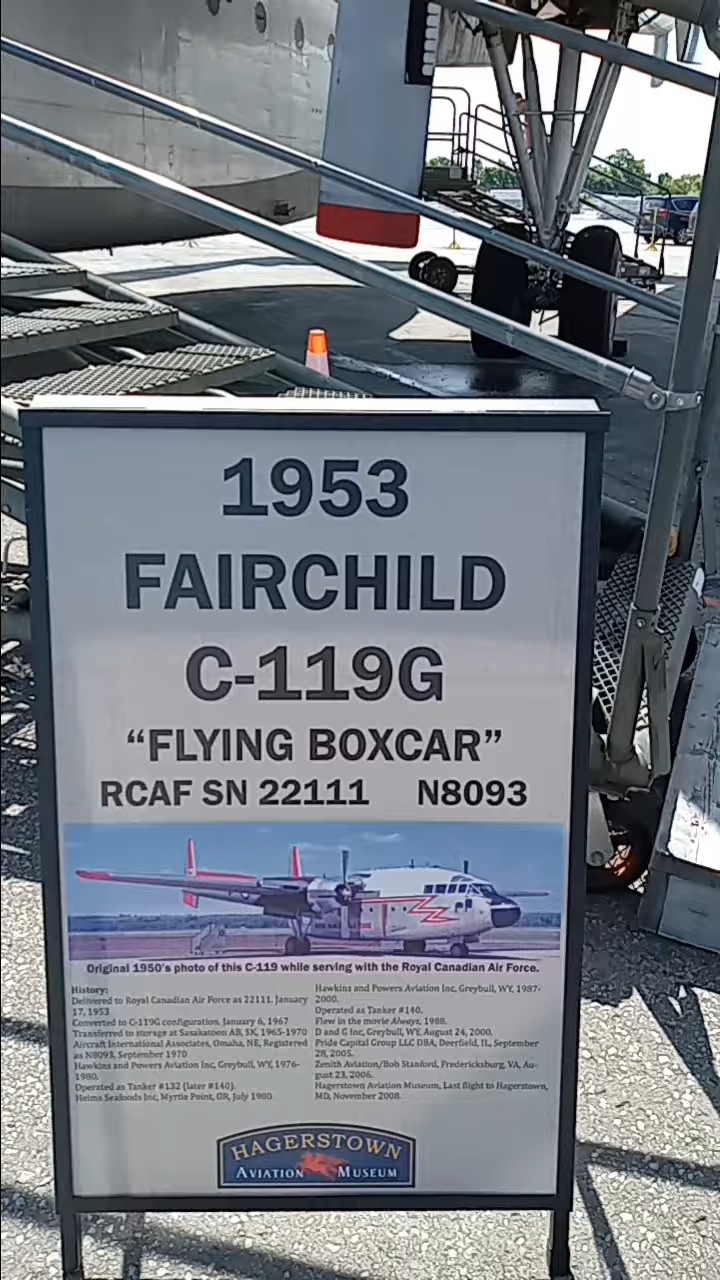 1953
FAIRCHILD
C-119G
“FLYING BOXCAR”
RCAF SN 22111 N8093
Original 1950's photo of this C-119 while serving with the Royal Canadian Air Force.
History:
Delivered to Royal Canadian Air Force as 22111. January
17, 1953
Converted to C-119G configuration, January 6, 1967
Transferred to storage at Sasakatoon AB, SK, 1965-1970
Aircraft International Associates, Omaha, NE, Registered
as N8093, September 1970
Hawkins and Powers Aviation Inc, Greybull, WY, 1976-
1980.
Operated as Tanker #132 (later #140).
Heims Seafoods Inc, Myrtle Point, OR, July 1980.
Hawkins and Powers Aviation Inc, Greybull, WY, 1987-
2000.
Operated as Tanker #140.
Flew in the movie Always, 1988.
D and G Inc, Greybull, WY, August 24, 2000.
Pride Capital Group LLC DBA, Deerfield, IL, September
28, 2005.
Zenith Aviation/Bob Stanford, Fredericksburg, VA, Au-
gust 23, 2006.
Hagerstown Aviation Museum, Last flight to Hagerstown,
MD, November 2008.
HAGERSTOWN
AVIATION MUSEUM